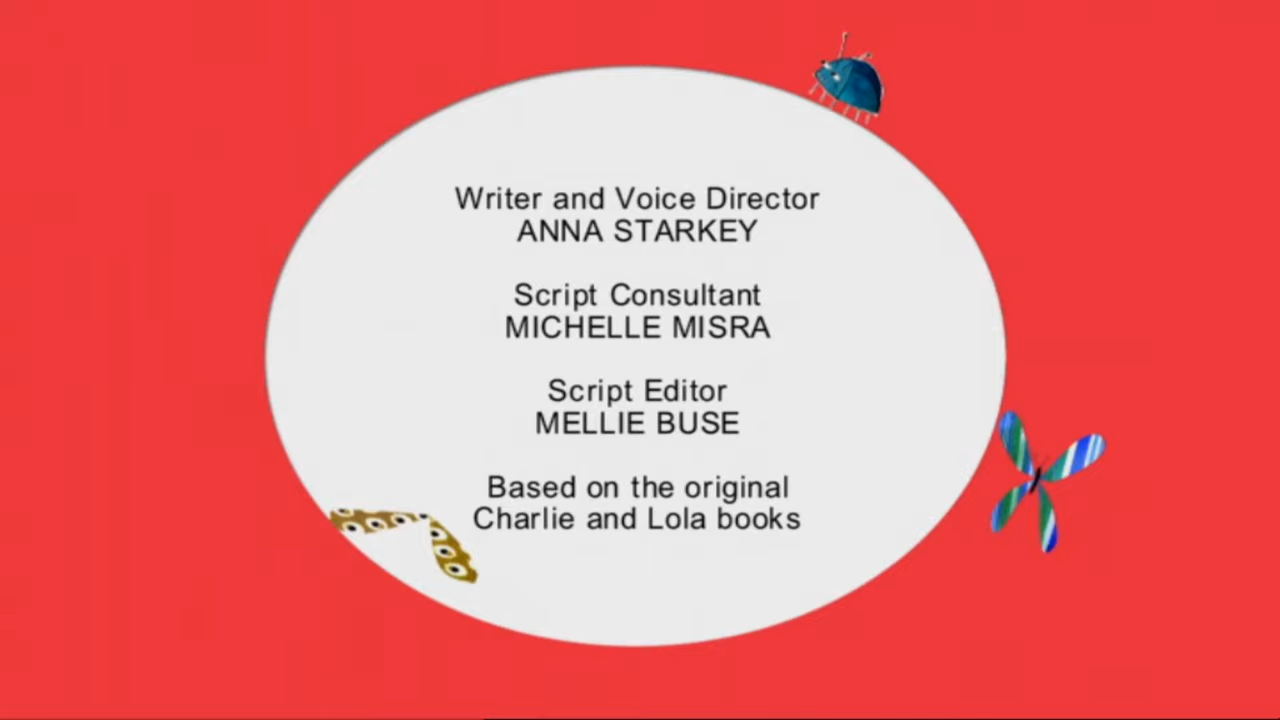 Writer and Voice Director
ANNA STARKEY
Script Consultant
MICHELLE MISRA
Script Editor
MELLIE BUSE
Based on the original
Charlie and Lola books